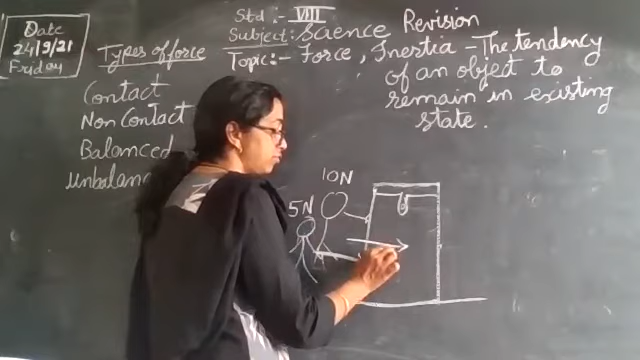 Date
24/9/21
Friday
Std :- VIII
Subject: Science Revision
Topic:- Force, Inertia - The tendency
of an object to
remain in existing
state.
Types of force
Contact
Non Contact
Balanced
10N
5N